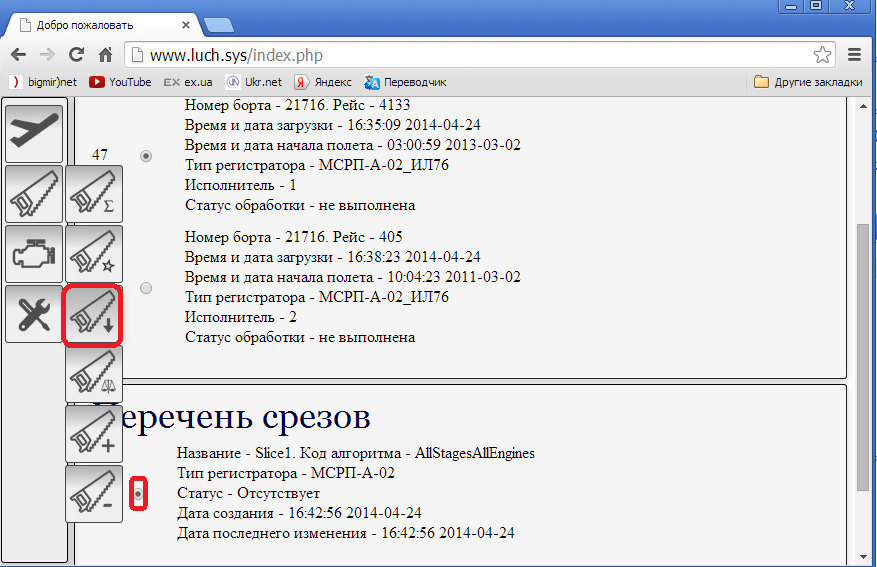 Добро пожаловать
www.luch.sys/index.php
bigmir)net
YouTube
EX ex.ua
Ukr.net
Яндекс
Переводчик
Другие закладки
Номер борта - 21716. Рейс - 4133
Время и дата загрузки - 16:35:09 2014-04-24
Время и дата начала полета - 03:00:59 2013-03-02
47
Тип регистратора - МСРП-А-02_ИЛ76
Исполнитель - 1
Статус обработки - не выполнена
Номер борта - 21716. Рейс - 405
Время и дата загрузки - 16:38:23 2014-04-24
Время и дата начала полета - 10:04:23 2011-03-02
Тип регистратора - МСРП-А-02_ИЛ76
Исполнитель - 2
Статус обработки - не выполнена
Перечень срезов
Название - Slice1. Код алгоритма - AllStagesAllEngines
Тип регистратора - МСРП-А-02
Статус - Отсутствует
Дата создания - 16:42:56 2014-04-24
Дата последнего изменения - 16:42:56 2014-04-24